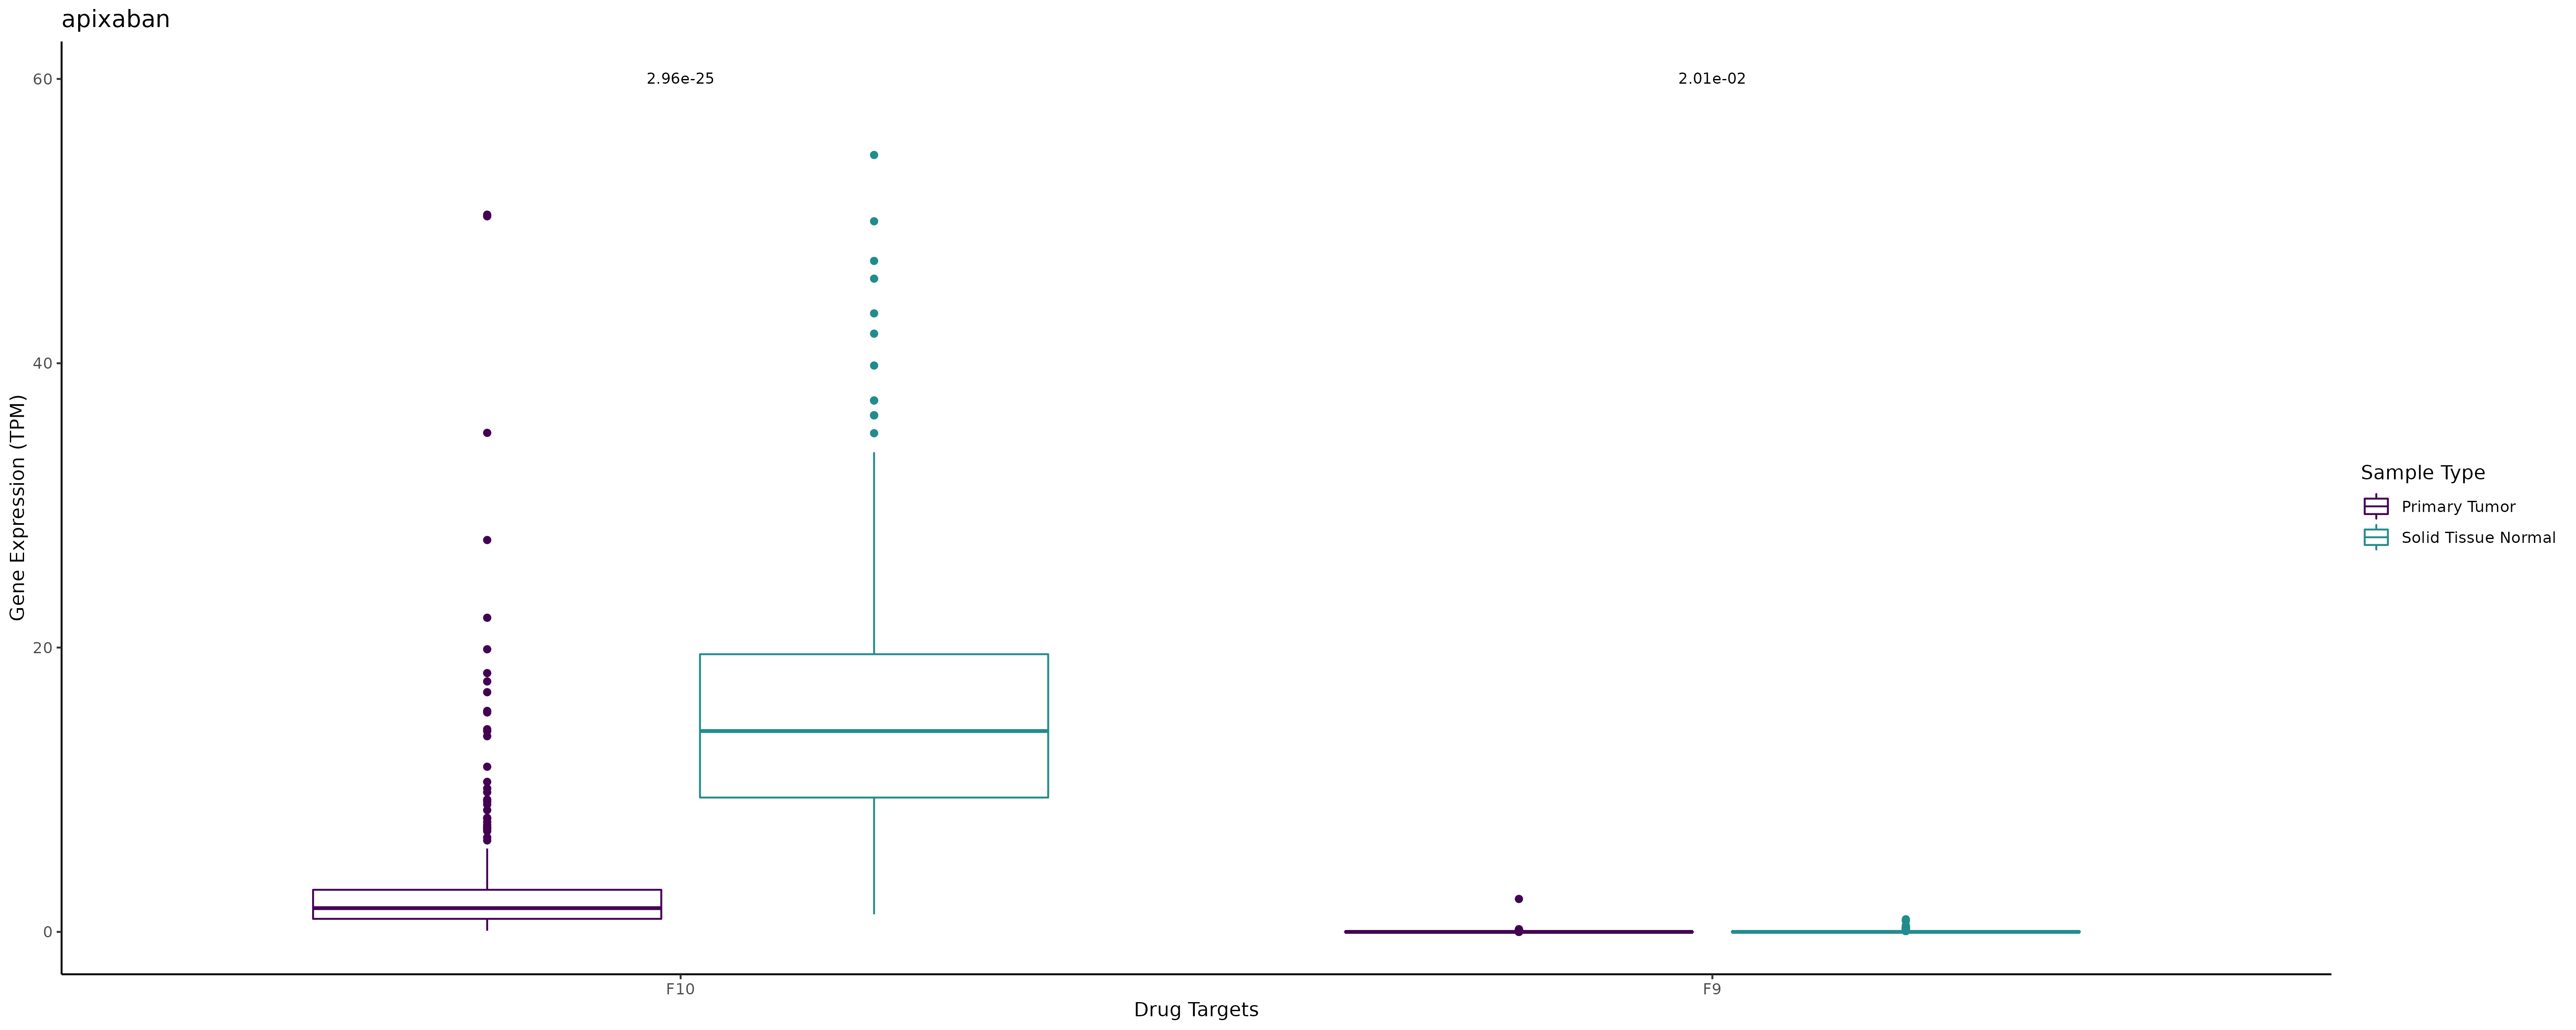 apixaban
60
40
20
0
Gene Expression (TPM)
2.96e-25
2.01e-02
F10
F9
Drug Targets
Sample Type
Primary Tumor
Solid Tissue Normal